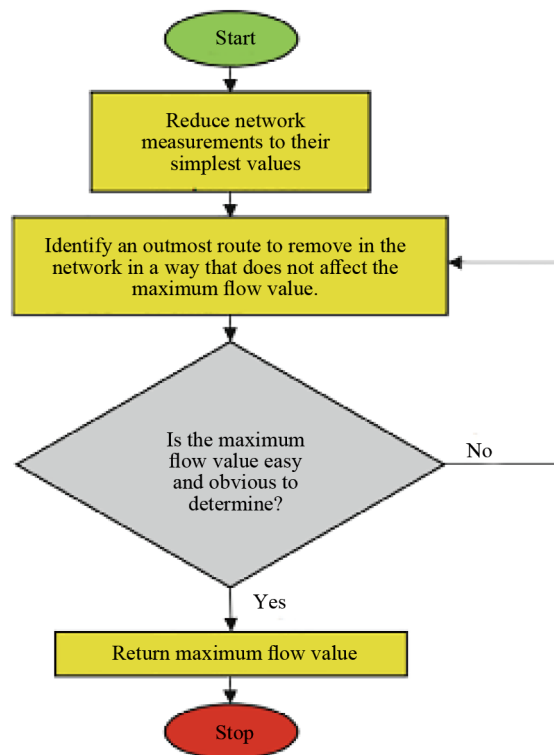 Start
Reduce network
measurements to their
simplest values
Identify an outmost route to remove in the
network in a way that does not affect the
maximum flow value.
Is the maximum
flow value easy
and obvious to
determine?
No
Yes
Return maximum flow value
Stop